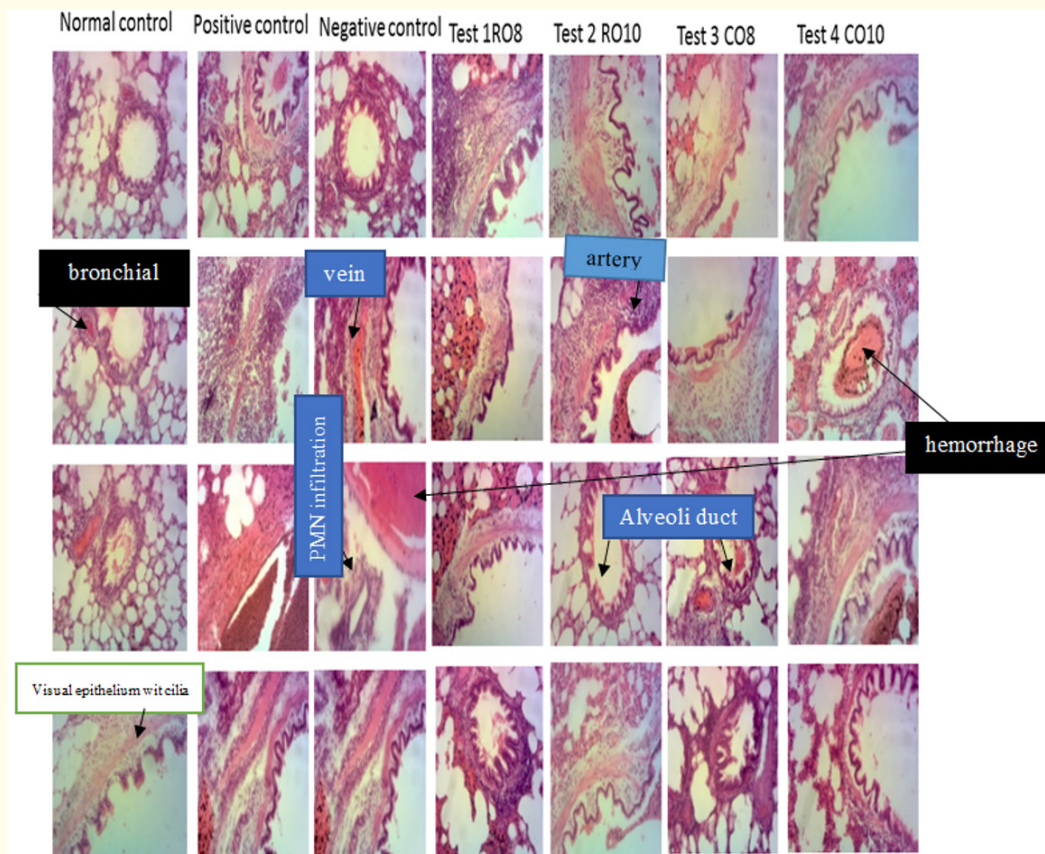 Normal control
Positive control
Negative control
Test 1RO8
Test 2 RO10
Test 3 CO8
Test 4 CO10
bronchial
vein
artery
PMN infiltration
hemorrhage
Alveoli duct
Visual epithelium wit cilia